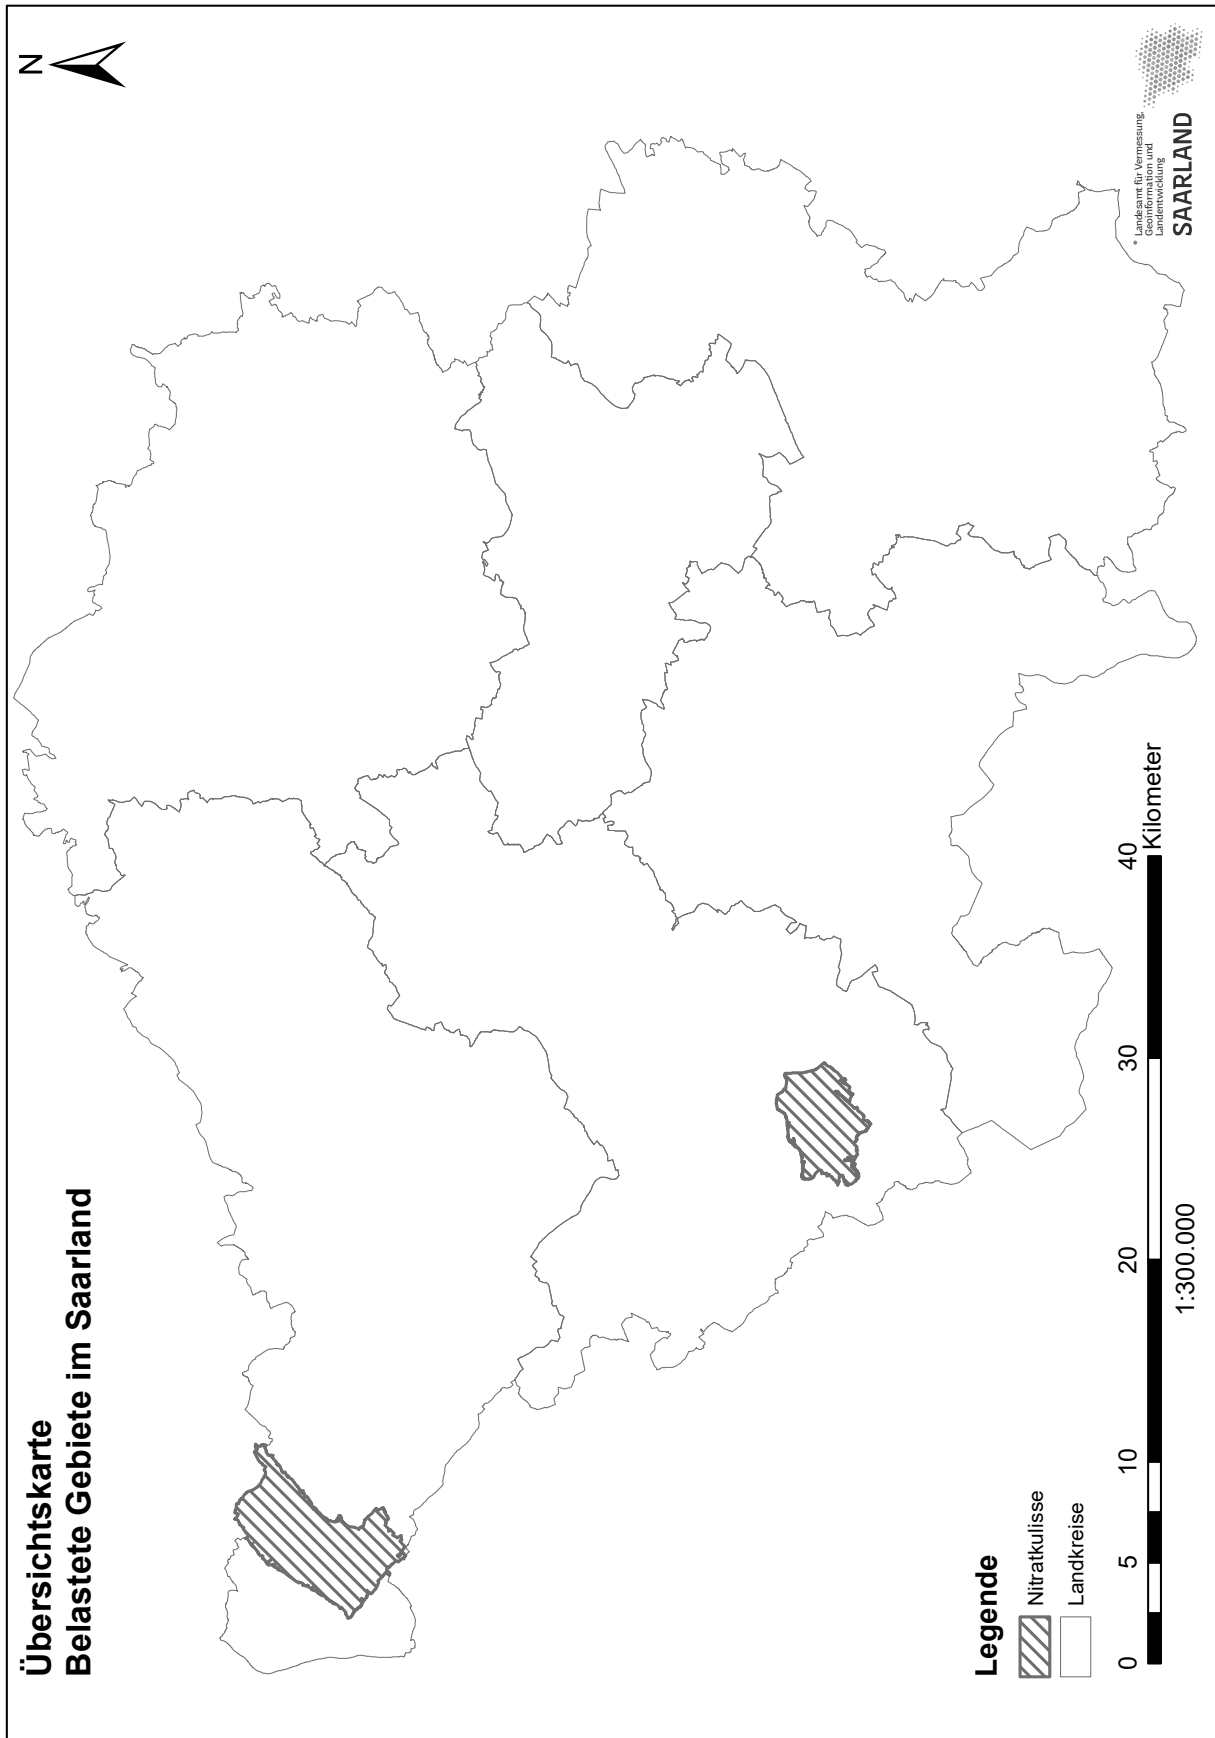 Übersichtskarte
Belastete Gebiete im Saarland
N
Legende
Nitratkulisse
Landkreise
0 5 10 20 30 40
Kilometer
1:300.000
Landesamt für Vermessung,
Geoinformation und
Landentwicklung
SAARLAND